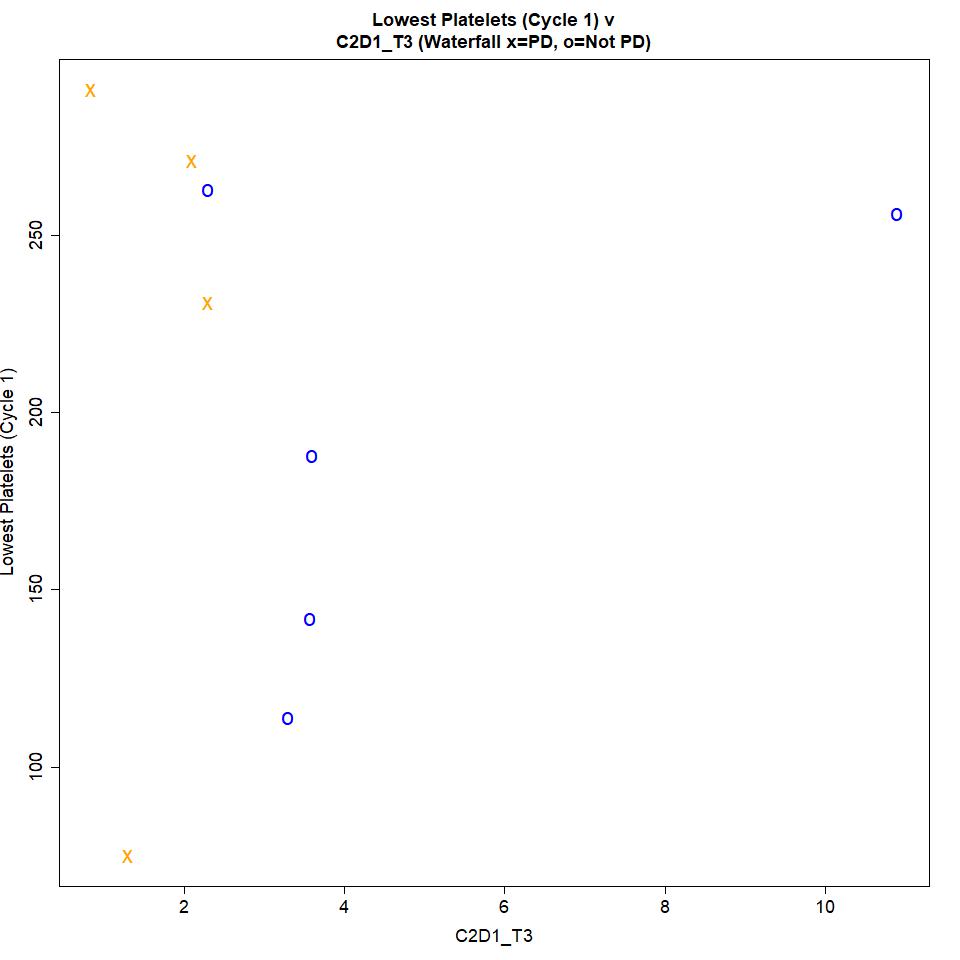 Lowest Platelets (Cycle 1) v
C2D1_T3 (Waterfall x=PD, o=Not PD)
X
X
O
O
250
X
Lowest Platelets (Cycle 1)
200
O
150
O
O
100
X
2 4 6 8 10
C2D1_T3